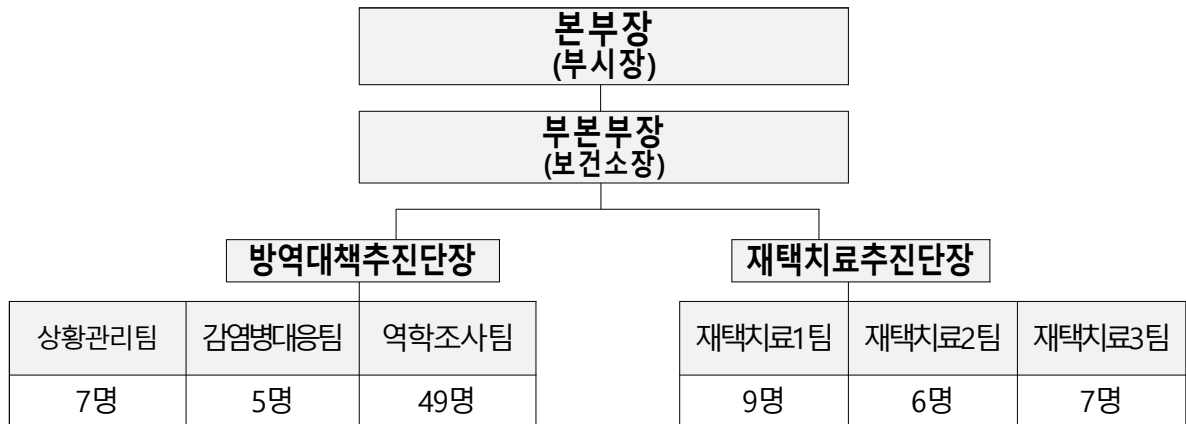 본부장
(부시장)
부본부장
(보건소장)
방역대책추진단장 재택치료추진단장
상황관리팀 감염병대응팀 역학조사팀 재택치료1팀 재택치료2팀 재택치료3팀
7명 5명 49명 9명 6명 7명